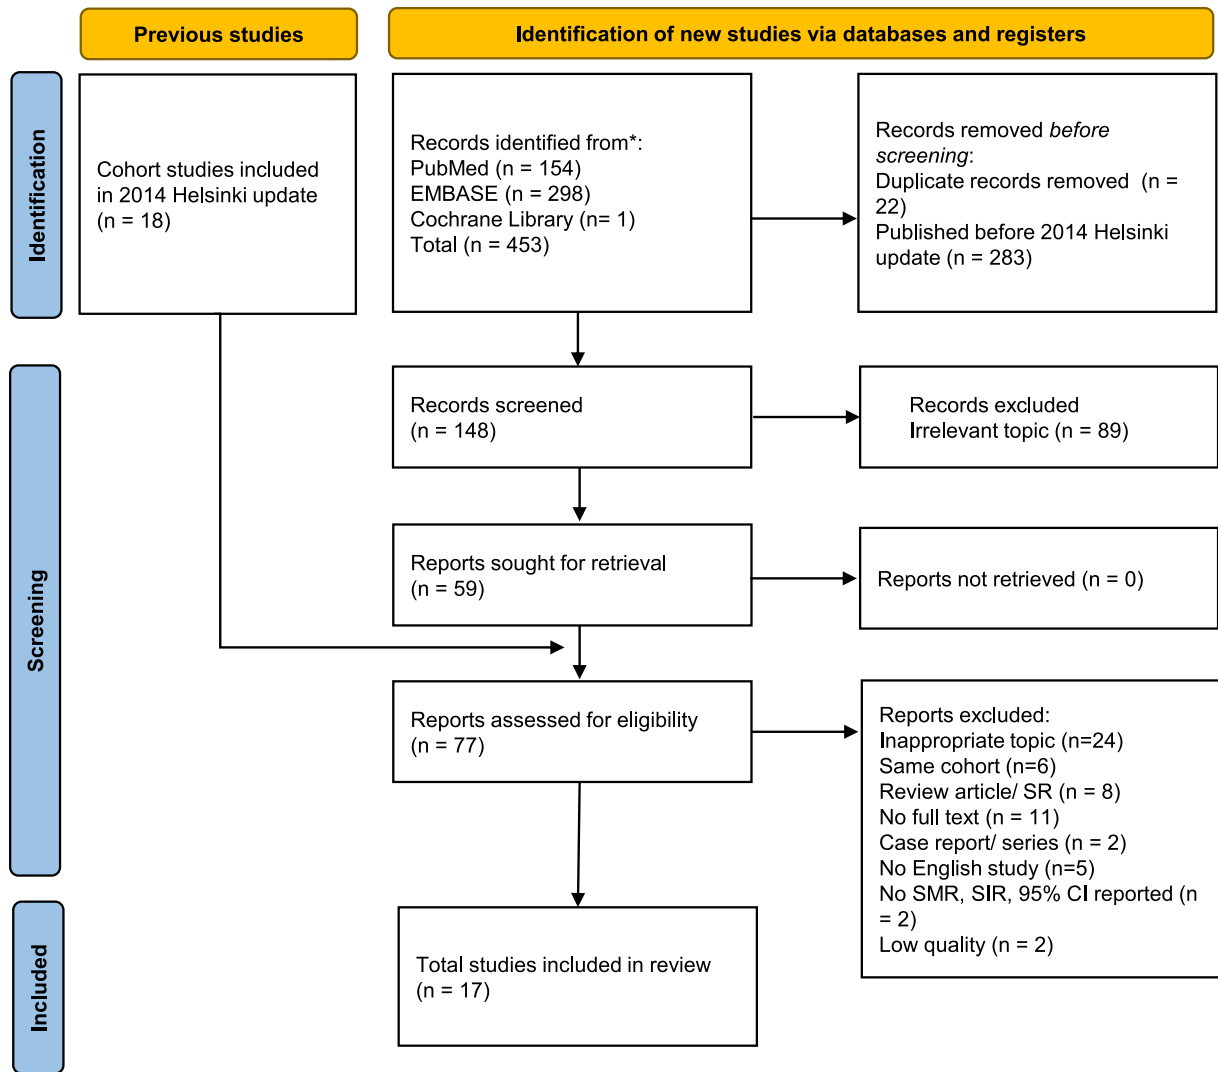 Previous studies
Identification of new studies via databases and registers
Identification
Cohort studies included
in 2014 Helsinki update
(n = 18)
Records identified from*:
PubMed (n = 154)
EMBASE (n = 298)
Cochrane Library (n= 1)
Total (n = 453)
Records removed before
screening:
Duplicate records removed (n =
22)
Published before 2014 Helsinki
update (n = 283)
Screening
Records screened
(n = 148)
Records excluded
Irrelevant topic (n = 89)
Reports sought for retrieval
(n = 59)
Reports not retrieved (n = 0)
Reports assessed for eligibility
(n = 77)
Reports excluded:
Inappropriate topic (n=24)
Same cohort (n=6)
Review article/ SR (n = 8)
No full text (n = 11)
Case report/ series (n = 2)
No English study (n=5)
No SMR, SIR, 95% CI reported (n
= 2)
Low quality (n = 2)
Included
Total studies included in review
(n = 17)